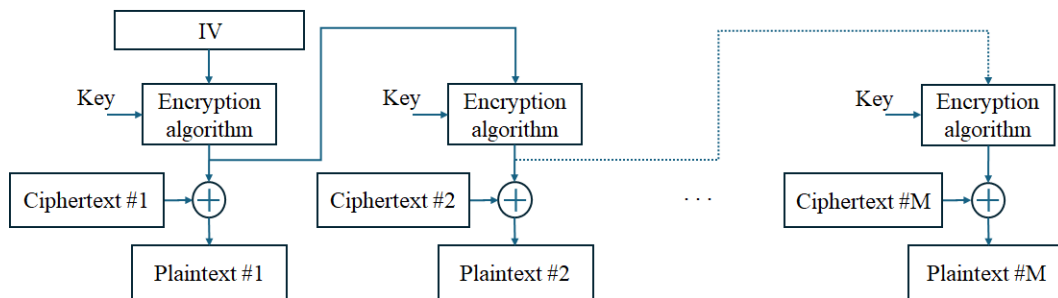 IV
Key
Encryption
algorithm
Key
Encryption
algorithm
Key
Encryption
algorithm
Ciphertext #1
Ciphertext #2
. . .
Ciphertext #M
Plaintext #1
Plaintext #2
Plaintext #M